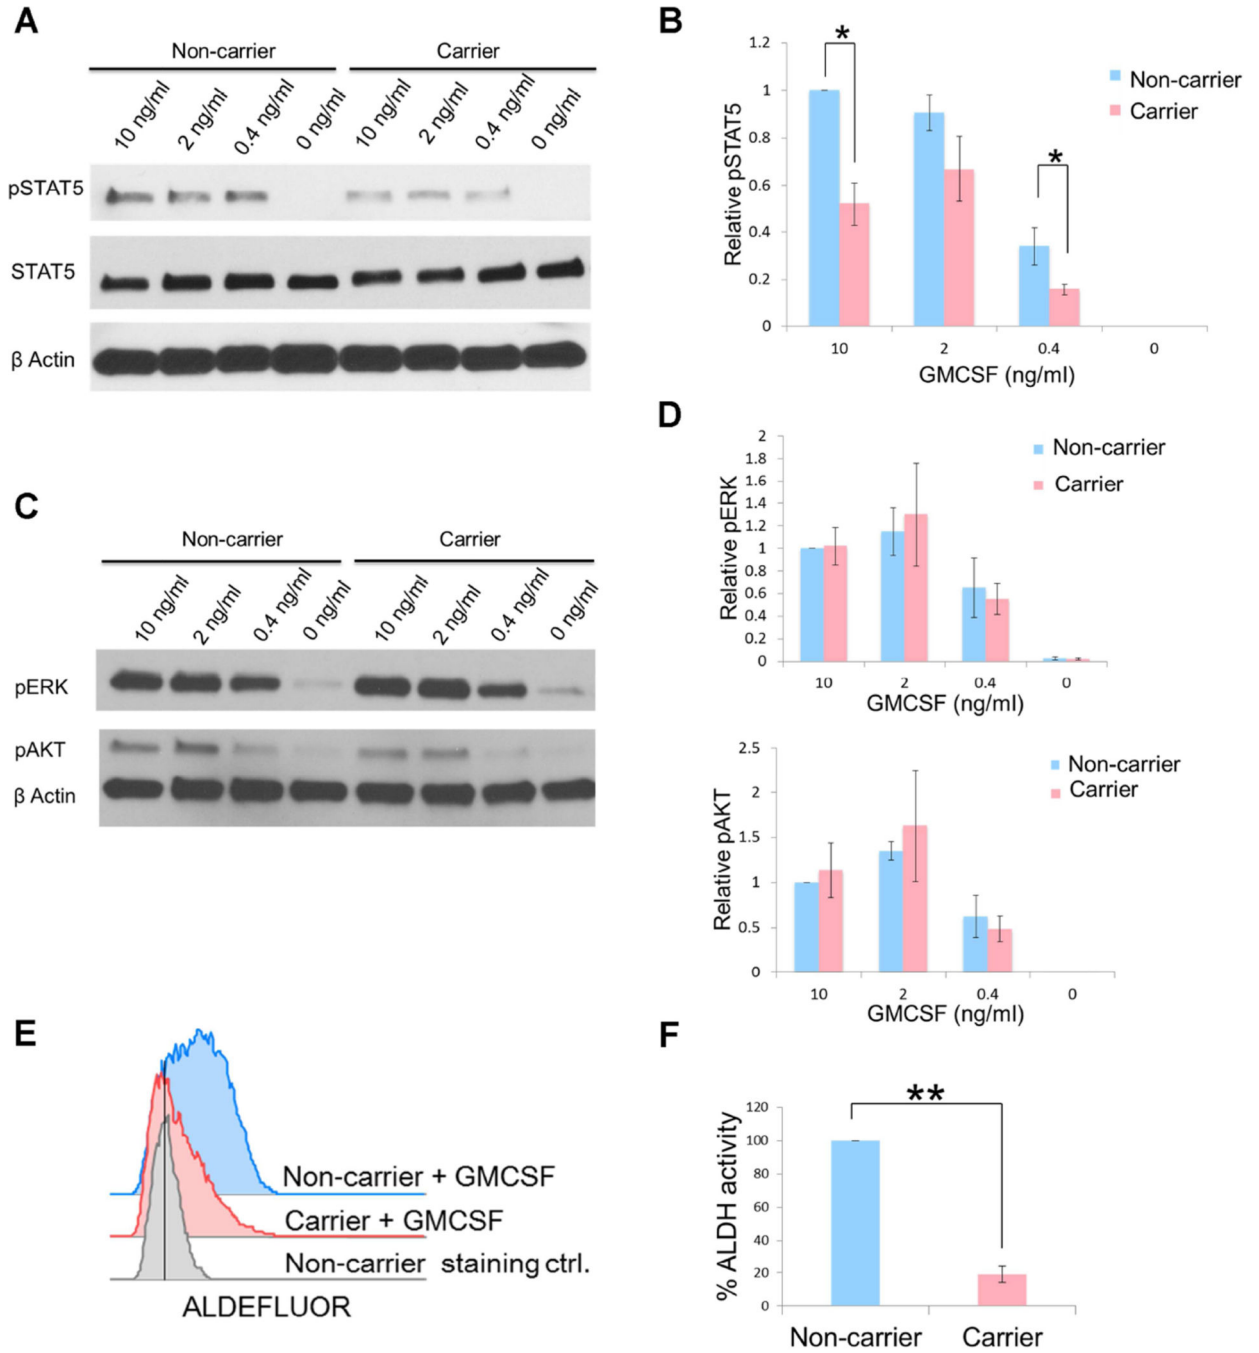 A
Non-carrier Carrier
10 ng/ml 2 ng/ml 0.4 ng/ml 0 ng/ml 10 ng/ml 2 ng/ml 0.4 ng/ml 0 ng/ml
pSTAT5
STAT5
β Actin
B
*
*
Relative pSTAT5
1.2
1
0.8
0.6
0.4
0.2
0
10 2 0.4 0
GMCSF (ng/ml)
Non-carrier
Carrier
C
Non-carrier Carrier
10 ng/ml 2 ng/ml 0.4 ng/ml 0 ng/ml 10 ng/ml 2 ng/ml 0.4 ng/ml 0 ng/ml
pERK
pAKT
β Actin
D
Relative pERK
2
1.8
1.6
1.4
1.2
1
0.8
0.6
0.4
0.2
0
10 2 0.4 0
GMCSF (ng/ml)
Non-carrier
Carrier
Relative pAKT
2.5
2
1.5
1
0.5
0
10 2 0.4 0
GMCSF (ng/ml)
Non-carrier
Carrier
E
Non-carrier + GMCSF
Carrier + GMCSF
Non-carrier staining ctrl.
ALDEFLUOR
F
**
% ALDH activity
120
100
80
60
40
20
0
Non-carrier Carrier